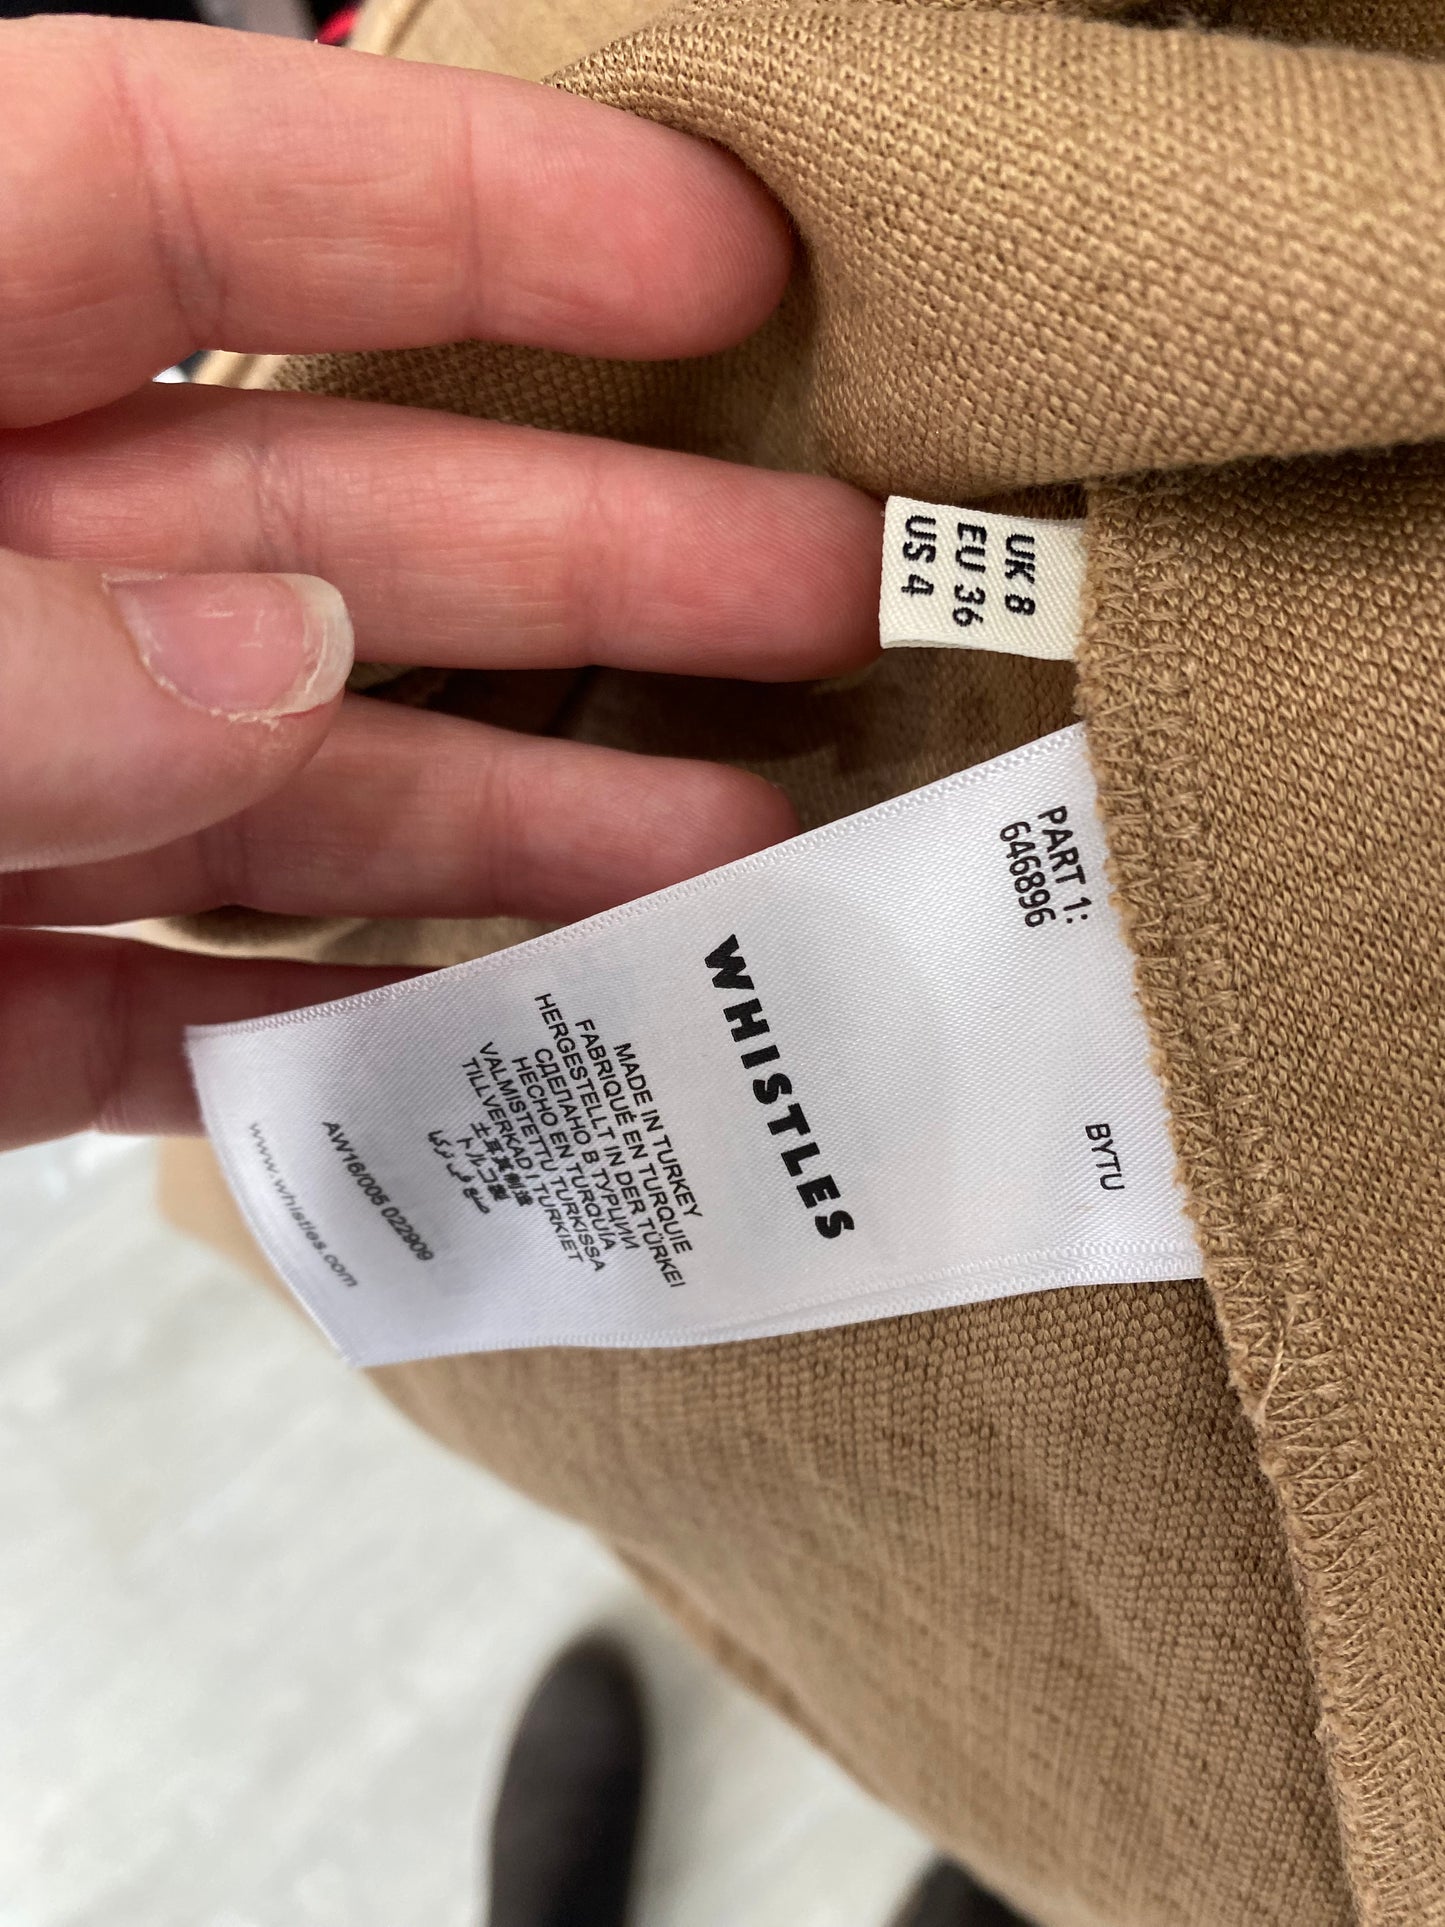 UK 8
EU 36
US 4
PART 1:
646896
BYTU
WHISTLES
MADE IN TURKEY
FABRIQUÉ EN TURQUIE
HERGESTELLT IN DER TÜRKEI
СДЕЛАНО В ТУРЦИИ
HECHO EN TURQUÍA
VALMISTETTU TURKISSA
TILLVERKAD I TURKIET
土耳其制造
トルコ製
صنع في تركيا
AW16/005 022909
www.whistles.com